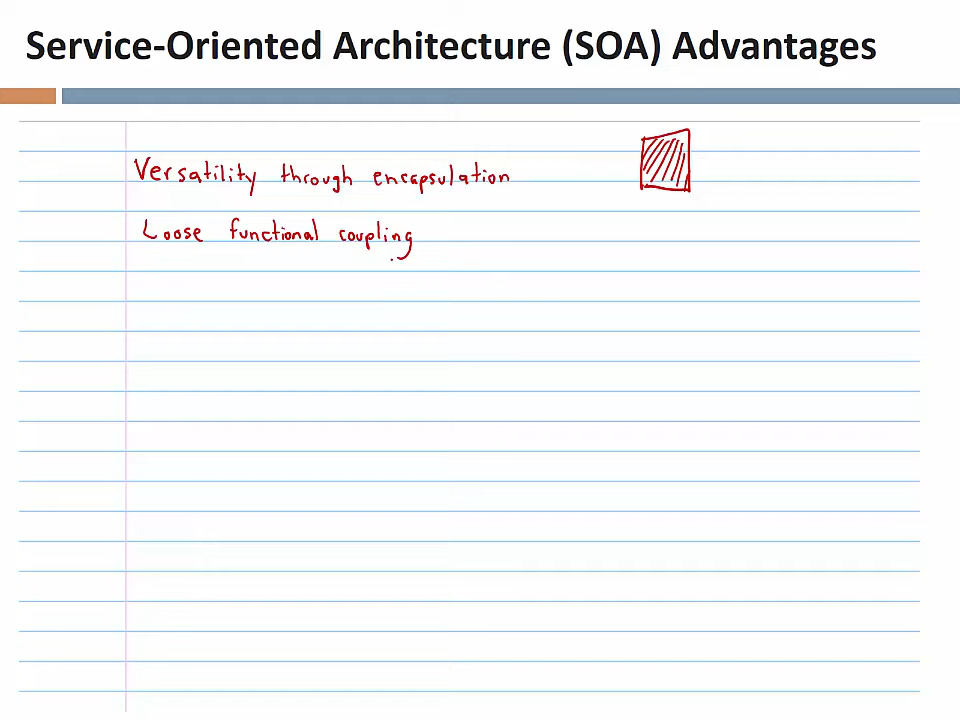 Service-Oriented Architecture (SOA) Advantages
Versatility through encapsulation
Loose functional coupling